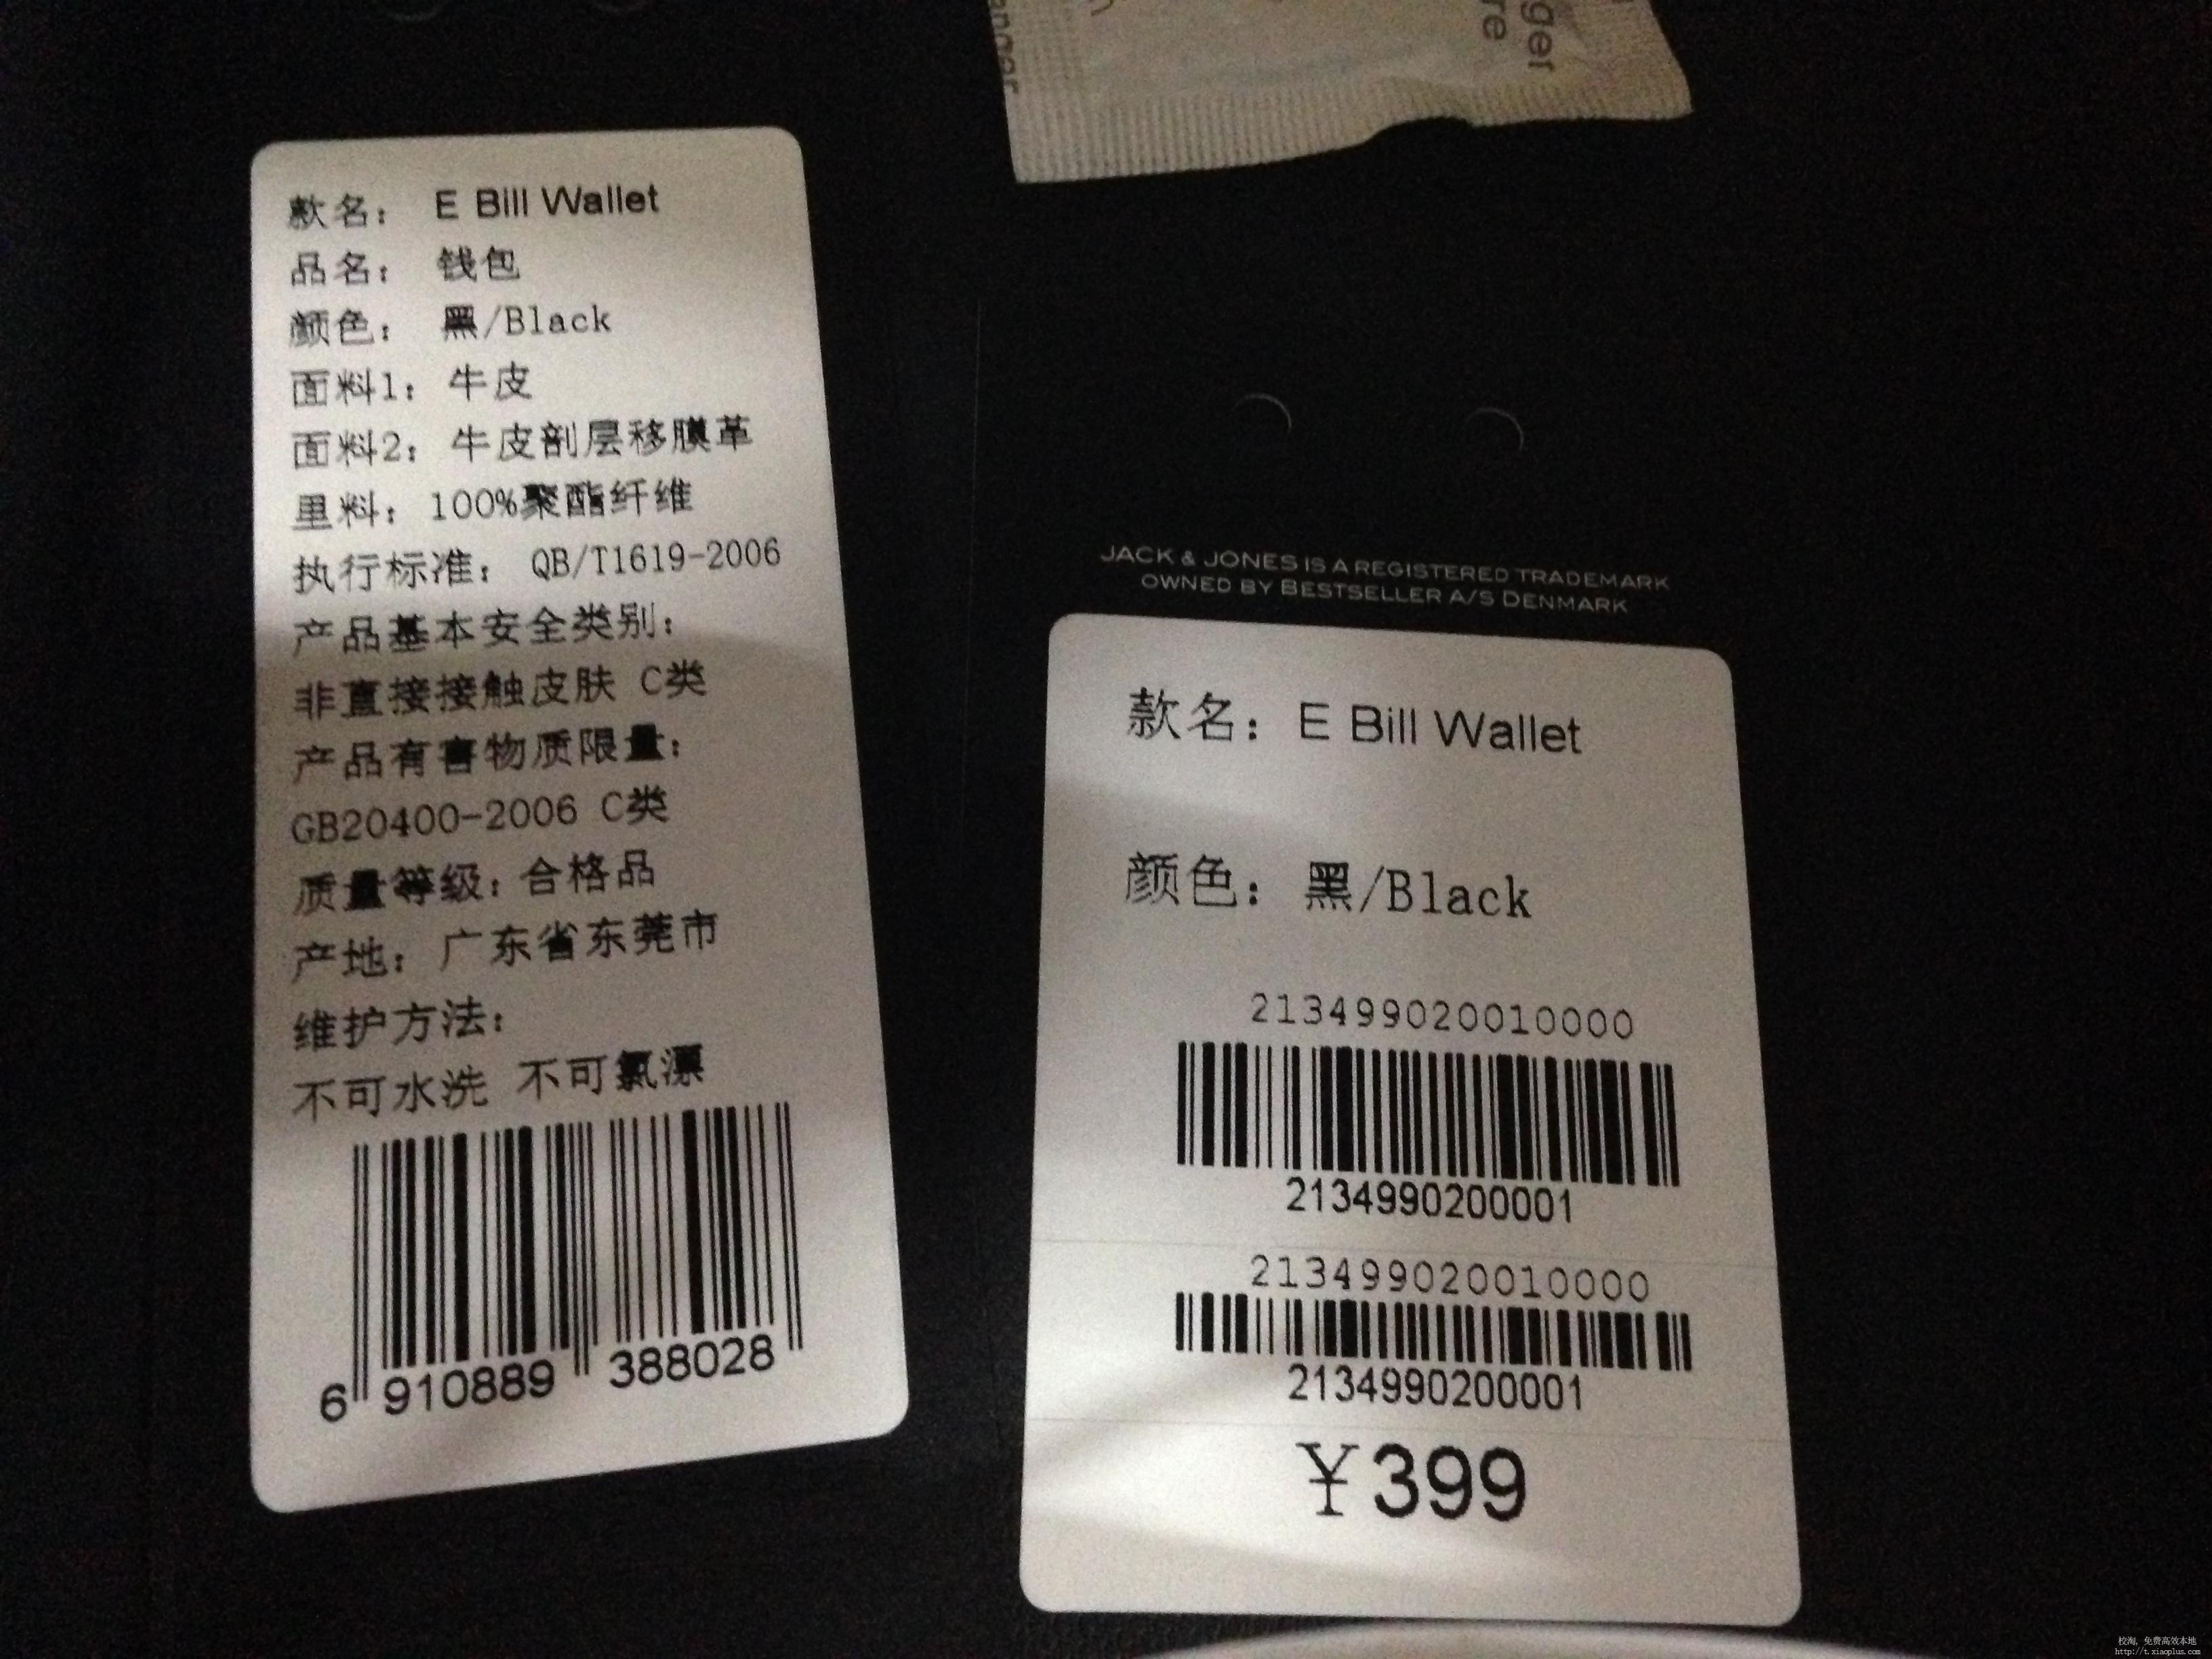 ger
re
款名： E Bill Wallet
品名： 钱包
颜色： 黑/Black
面料1： 牛皮
面料2： 牛皮剖层移膜革
里料： 100%聚酯纤维
执行标准： QB/T1619-2006
产品基本安全类别：
非直接接触皮肤 C类
产品有害物质限量：
GB20400-2006 C类
质量等级：合格品
产地： 广东省东莞市
维护方法：
不可水洗 不可氯漂
6 910889 388028
JACK & JONES IS A REGISTERED TRADEMARK
OWNED BY BESTSELLER A/S DENMARK
款名：E Bill Wallet
颜色： 黑/Black
213499020010000
2134990200001
213499020010000
2134990200001
￥399
校淘，免费高效本地
http://t.xiaoplus.com